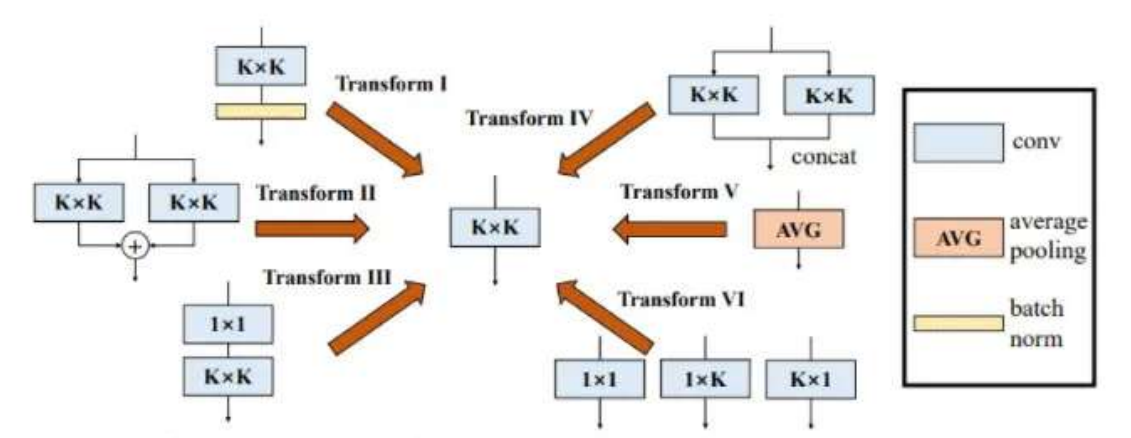 K×K
Transform I
K×K
K×K
Transform II
+
1×1
K×K
Transform III
K×K
K×K
K×K
concat
Transform IV
AVG
Transform V
1×1
1×K
K×1
Transform VI
conv
AVG
average
pooling
batch
norm